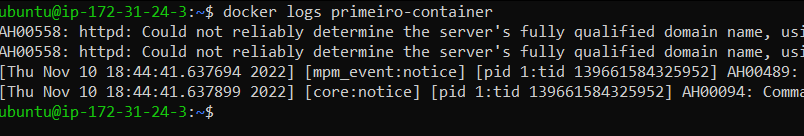 ubuntu@ip-172-31-24-3:~$ docker logs primeiro-container
AH00558: httpd: Could not reliably determine the server's fully qualified domain name, usi
AH00558: httpd: Could not reliably determine the server's fully qualified domain name, usi
[Thu Nov 10 18:44:41.637694 2022] [mpm_event:notice] [pid 1:tid 139661584325952] AH00489:
[Thu Nov 10 18:44:41.637899 2022] [core:notice] [pid 1:tid 139661584325952] AH00094: Comma
ubuntu@ip-172-31-24-3:~$